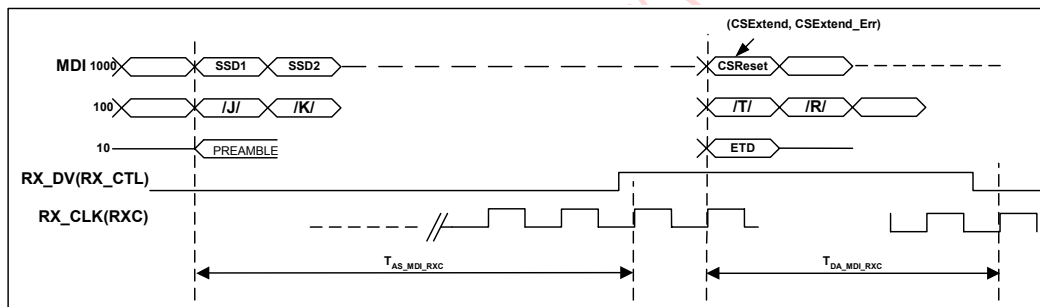 (CSExtend, CSExtend_Err)
MDI 1000 SSD1 SSD2 CSReset
100 /J/ /K/ /T/ /R/
10 PREAMBLE ETD
RX_DV(RX_CTL)
RX_CLK(RXC)
TAS_MDI_RXC TDA_MDI_RXC